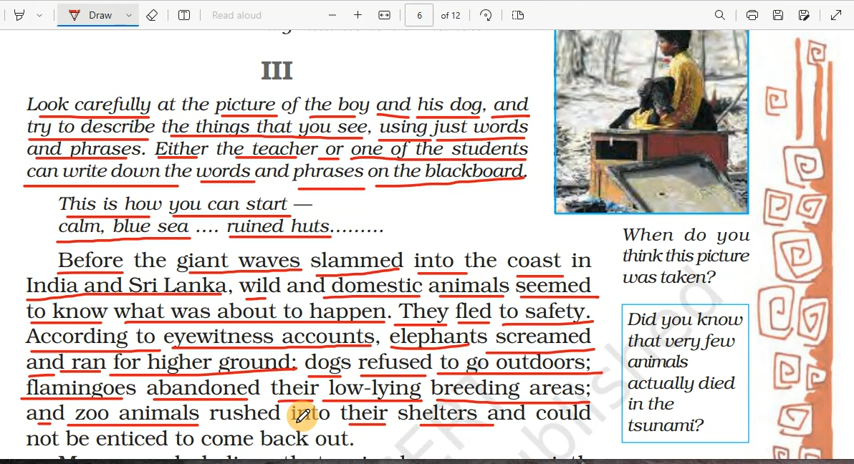 Draw
Read aloud
6
of 12
III
Look carefully at the picture of the boy and his dog, and
try to describe the things that you see, using just words
and phrases. Either the teacher or one of the students
can write down the words and phrases on the blackboard.
This is how you can start —
calm, blue sea .... ruined huts.........
Before the giant waves slammed into the coast in
India and Sri Lanka, wild and domestic animals seemed
to know what was about to happen. They fled to safety.
According to eyewitness accounts, elephants screamed
and ran for higher ground; dogs refused to go outdoors;
flamingoes abandoned their low-lying breeding areas;
and zoo animals rushed into their shelters and could
not be enticed to come back out.
When do you
think this picture
was taken?
Did you know
that very few
animals
actually died
in the
tsunami?
published